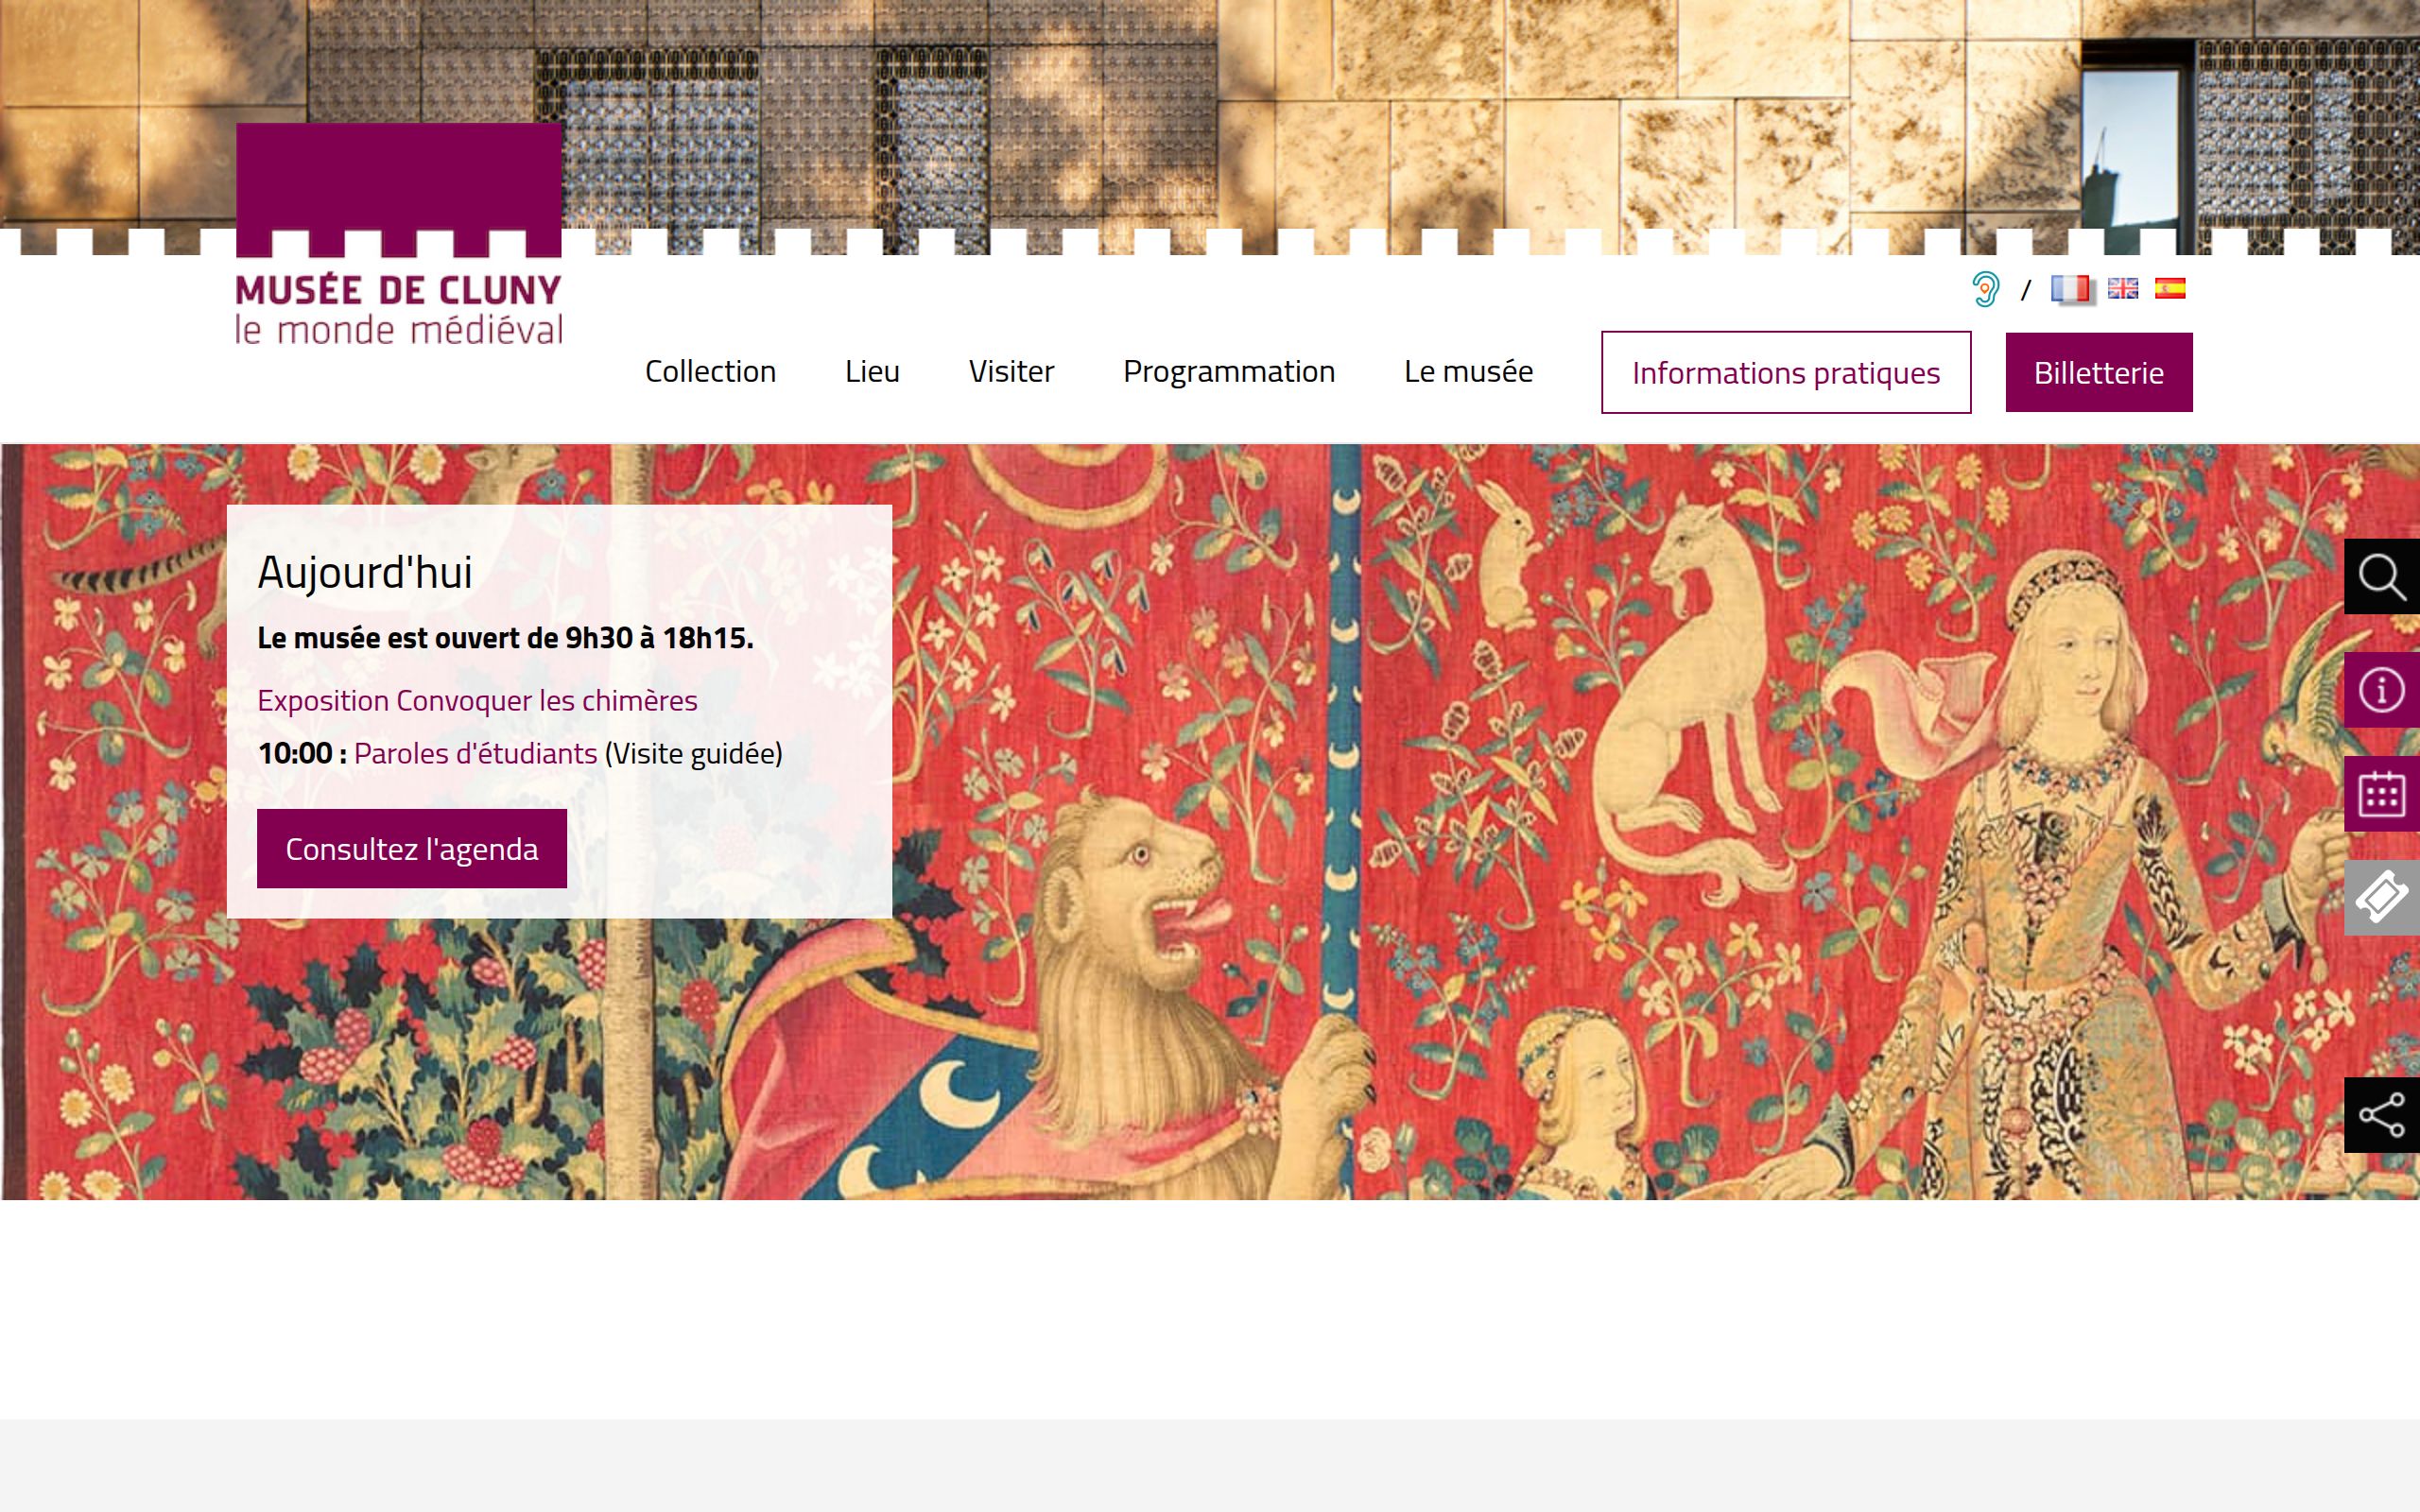 MUSÉE DE CLUNY
le monde médiéval
Collection
Lieu
Visiter
Programmation
Le musée
Informations pratiques
Billetterie
/
Aujourd'hui
Le musée est ouvert de 9h30 à 18h15.
Exposition Convoquer les chimères
10:00 : Paroles d'étudiants (Visite guidée)
Consultez l'agenda